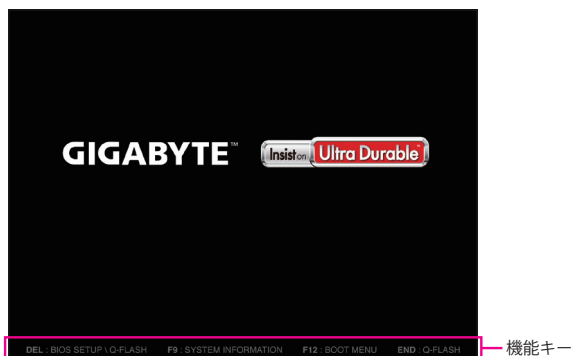 GIGABYTE™ Insist on Ultra Durable™
DEL : BIOS SETUP \ Q-FLASH F9 : SYSTEM INFORMATION F12 : BOOT MENU END : Q-FLASH
機能キー